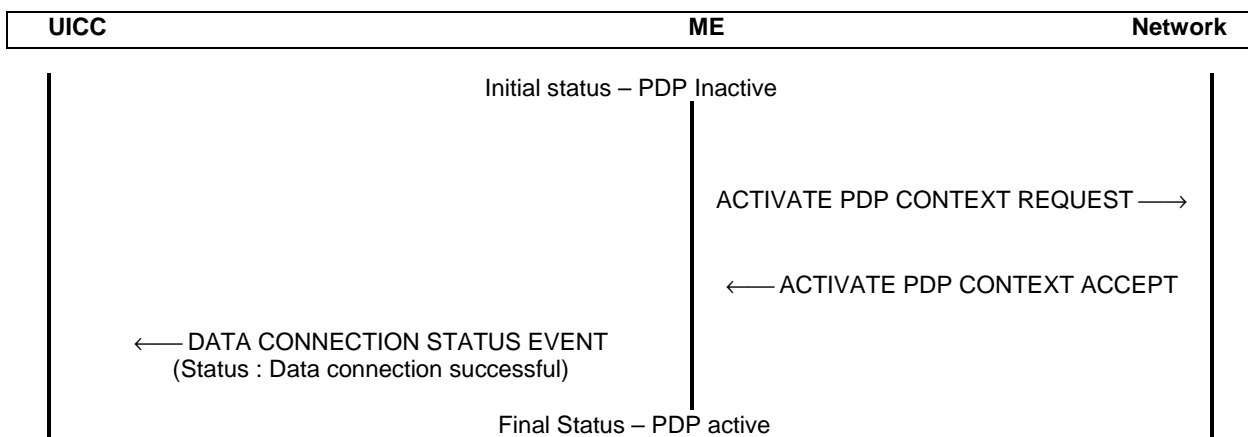 UICC ME Network
Initial status – PDP Inactive
ACTIVATE PDP CONTEXT REQUEST ⟶
⟵ ACTIVATE PDP CONTEXT ACCEPT
⟵ DATA CONNECTION STATUS EVENT
(Status : Data connection successful)
Final Status – PDP active